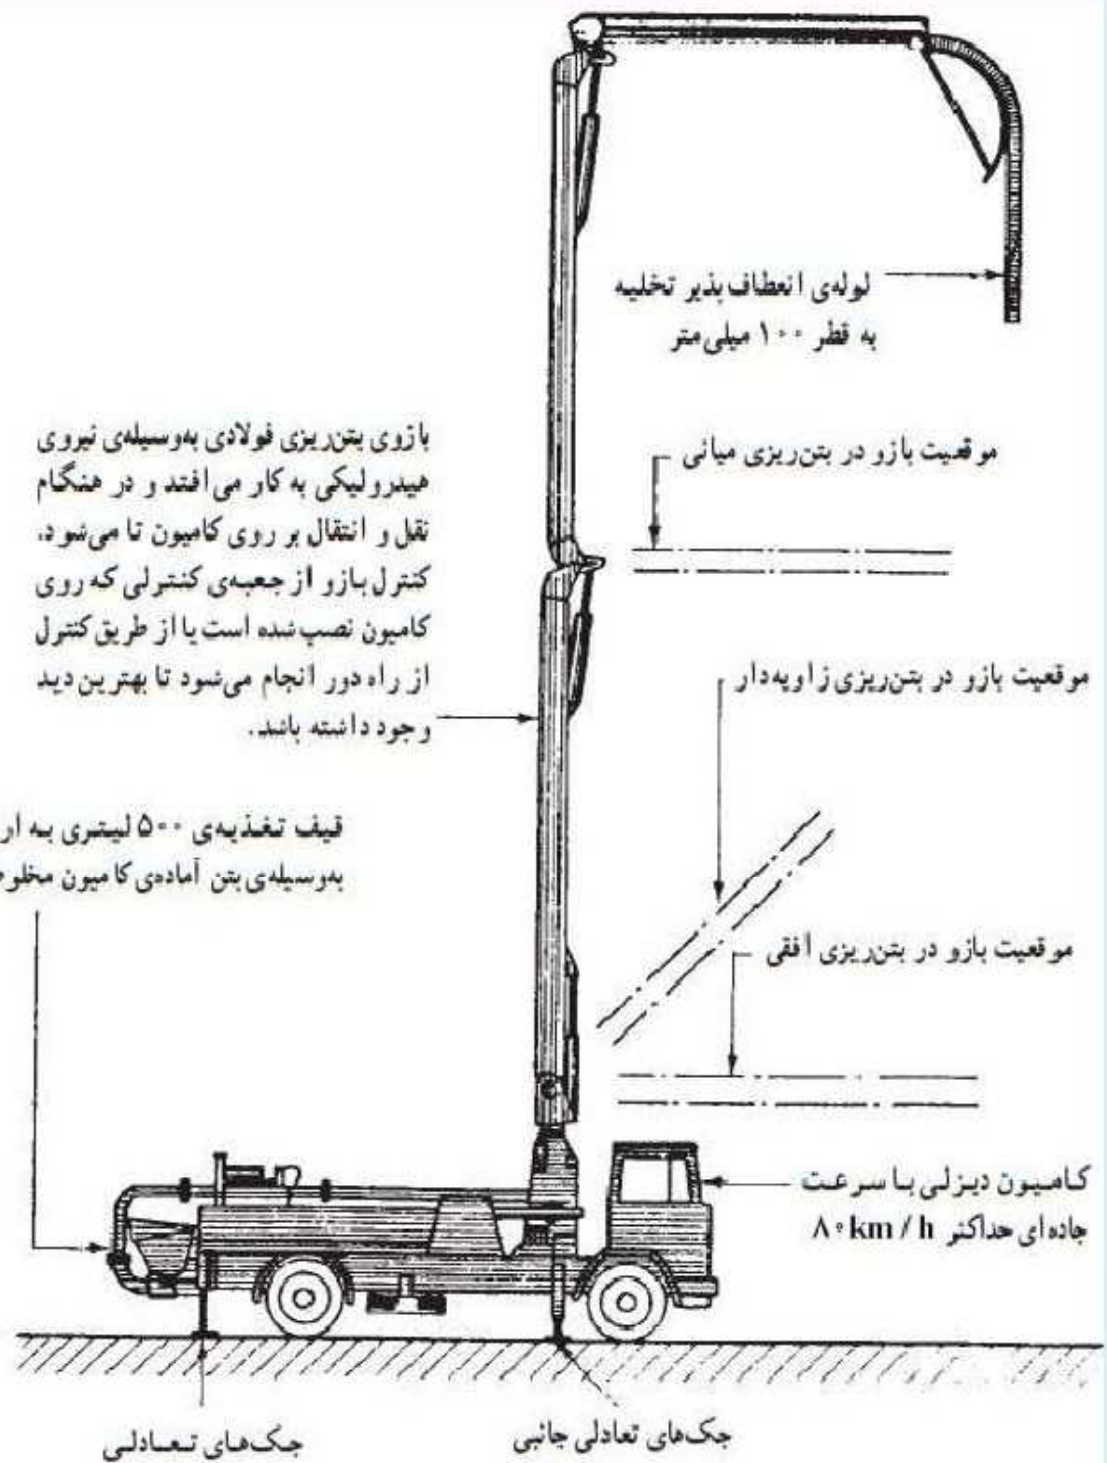 لوله‌ی انعطاف‌پذیر تخلیه
به قطر ۱۰۰ میلی‌متر
موقعیت بازو در بتن‌ریزی میانی
بازوی بتن‌ریزی فولادی به‌وسیله‌ی نیروی
هیدرولیکی به کار می‌افتد و در هنگام
نقل و انتقال بر روی کامیون تا می‌شود.
کنترل بازو از جعبه‌ی کنترلی که روی
کامیون نصب‌شده است یا از طریق کنترل
از راه دور انجام می‌شود تا بهترین دید
وجود داشته باشد.
موقعیت بازو در بتن‌ریزی زاویه‌دار
قیف تغذیه‌ی ۵۰۰ لیتری به
به‌وسیله‌ی بتن آماده‌ی کامیون
موقعیت بازو در بتن‌ریزی افقی
کامیون دیزلی با سرعت
جاده‌ای حداکثر ۸۰ km / h
جک‌های تعادلی جانبی
جک‌های تعادلی